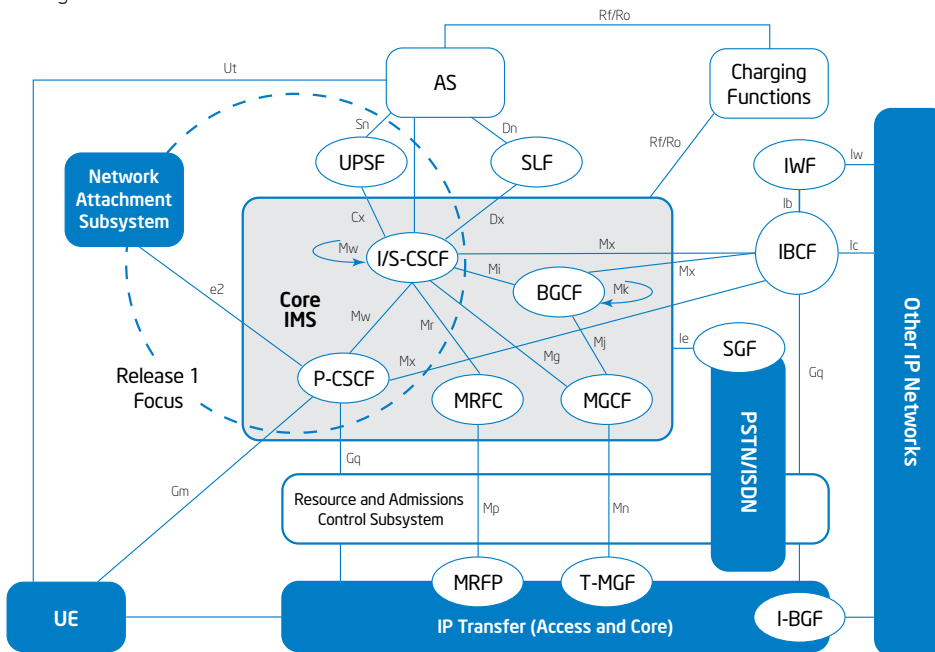 Rf/Ro
Ut
AS
Charging
Functions
Sn
Dn
Rf/Ro
UPSF
SLF
IWF
Iw
Network
Attachment
Subsystem
Ib
Cx
Dx
Mw
I/S-CSCF
Mx
IBCF
Ic
Mi
Mx
BGCF
Mk
e2
Core
IMS
Mw
Mr
Other IP Networks
Ie
SGF
Mg
Mj
Mx
Gq
Release 1
Focus
P-CSCF
MRFC
MGCF
PSTN/ISDN
Gq
Gm
Resource and Admissions
Control Subsystem
Mp
Mn
MRFP
T-MGF
UE
IP Transfer (Access and Core)
I-BGF